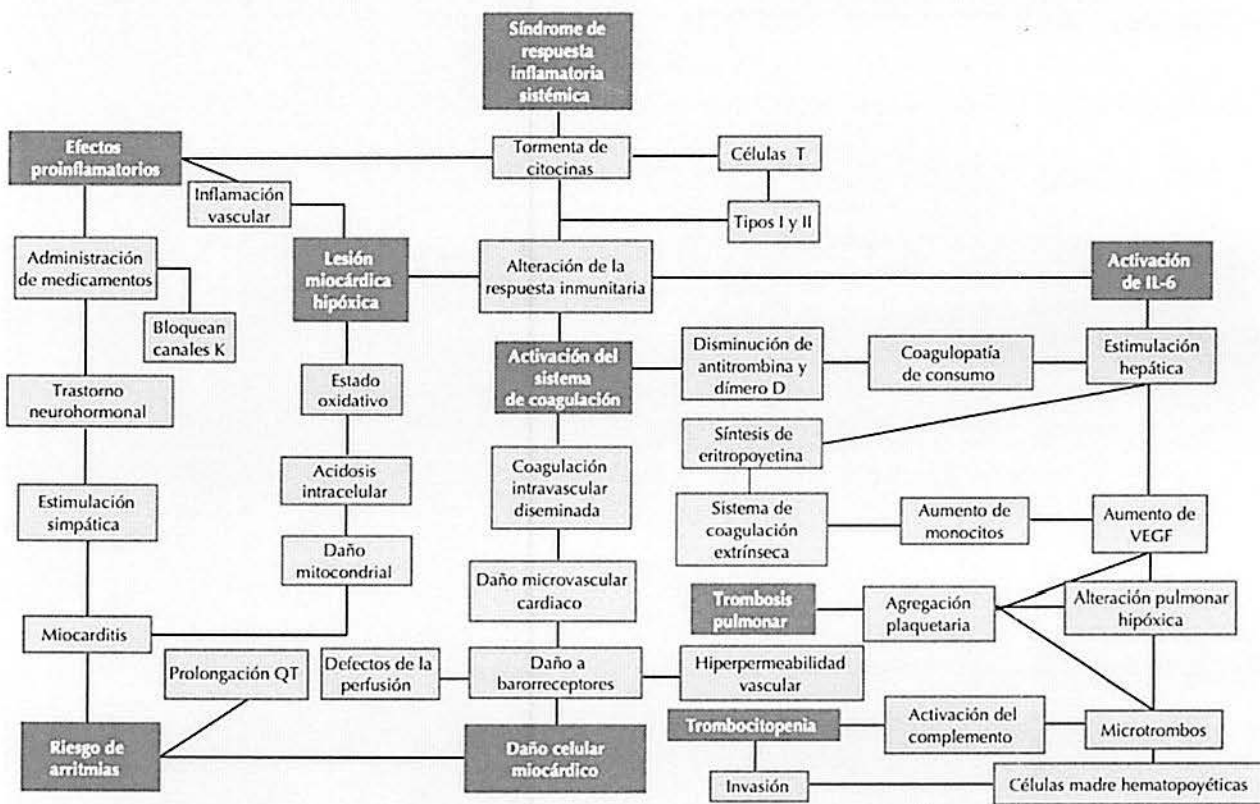 Síndrome de
respuesta
inflamatoria
sistémica
Efectos
proinflamatorios
Tormenta de
citocinas
Células T
Inflamación
vascular
Tipos I y II
Administración
de medicamentos
Lesión
miocárdica
hipóxica
Alteración de la
respuesta inmunitaria
Activación
de IL-6
Bloquean
canales K
Activación del
sistema
de coagulación
Disminución de
antitrombina y
dímero D
Coagulopatía
de consumo
Estimulación
hepática
Trastorno
neurohormonal
Estado
oxidativo
Síntesis de
eritropoyetina
Estimulación
simpática
Acidosis
intracelular
Coagulación
intravascular
diseminada
Sistema de
coagulación
extrínseca
Aumento de
monocitos
Aumento de
VEGF
Daño
mitocondrial
Daño microvascular
cardiaco
Trombosis
pulmonar
Agregación
plaquetaria
Alteración pulmonar
hipóxica
Miocarditis
Prolongación QT
Defectos de la
perfusión
Daño a
barorreceptores
Hiperpermeabilidad
vascular
Riesgo de
arritmias
Daño celular
miocárdico
Trombocitopenia
Activación del
complemento
Microtrombos
Invasión
Células madre hematopoyéticas